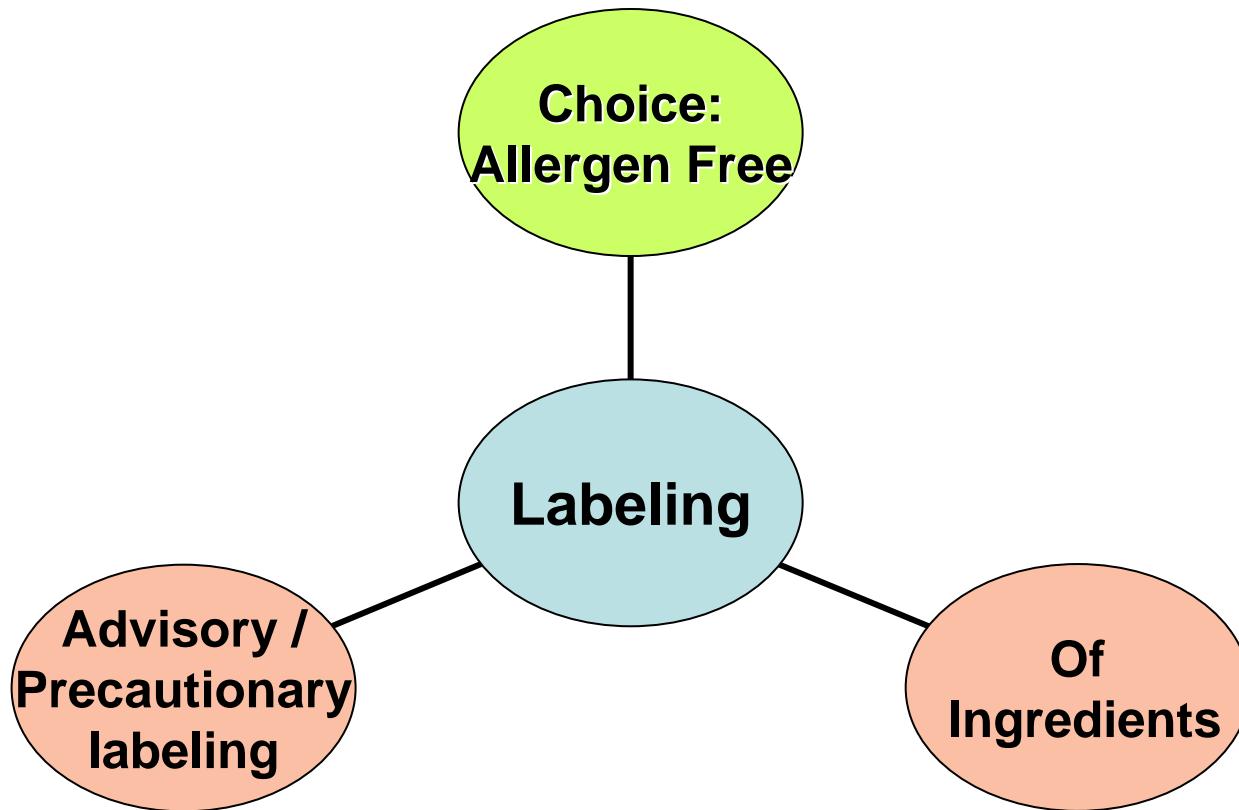 Choice:
Allergen Free
Labeling
Advisory /
Precautionary
labeling
Of
Ingredients